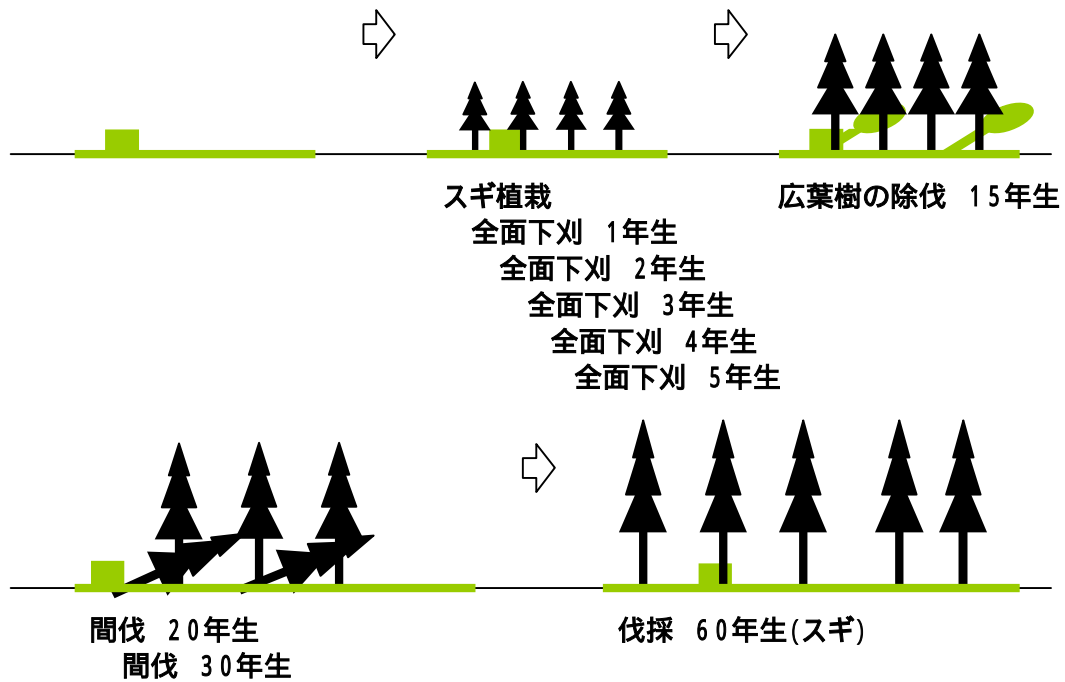 スギ植栽
全面下刈 1年生
全面下刈 2年生
全面下刈 3年生
全面下刈 4年生
全面下刈 5年生
広葉樹の除伐 15年生
間伐 20年生
間伐 30年生
伐採 60年生(スギ)